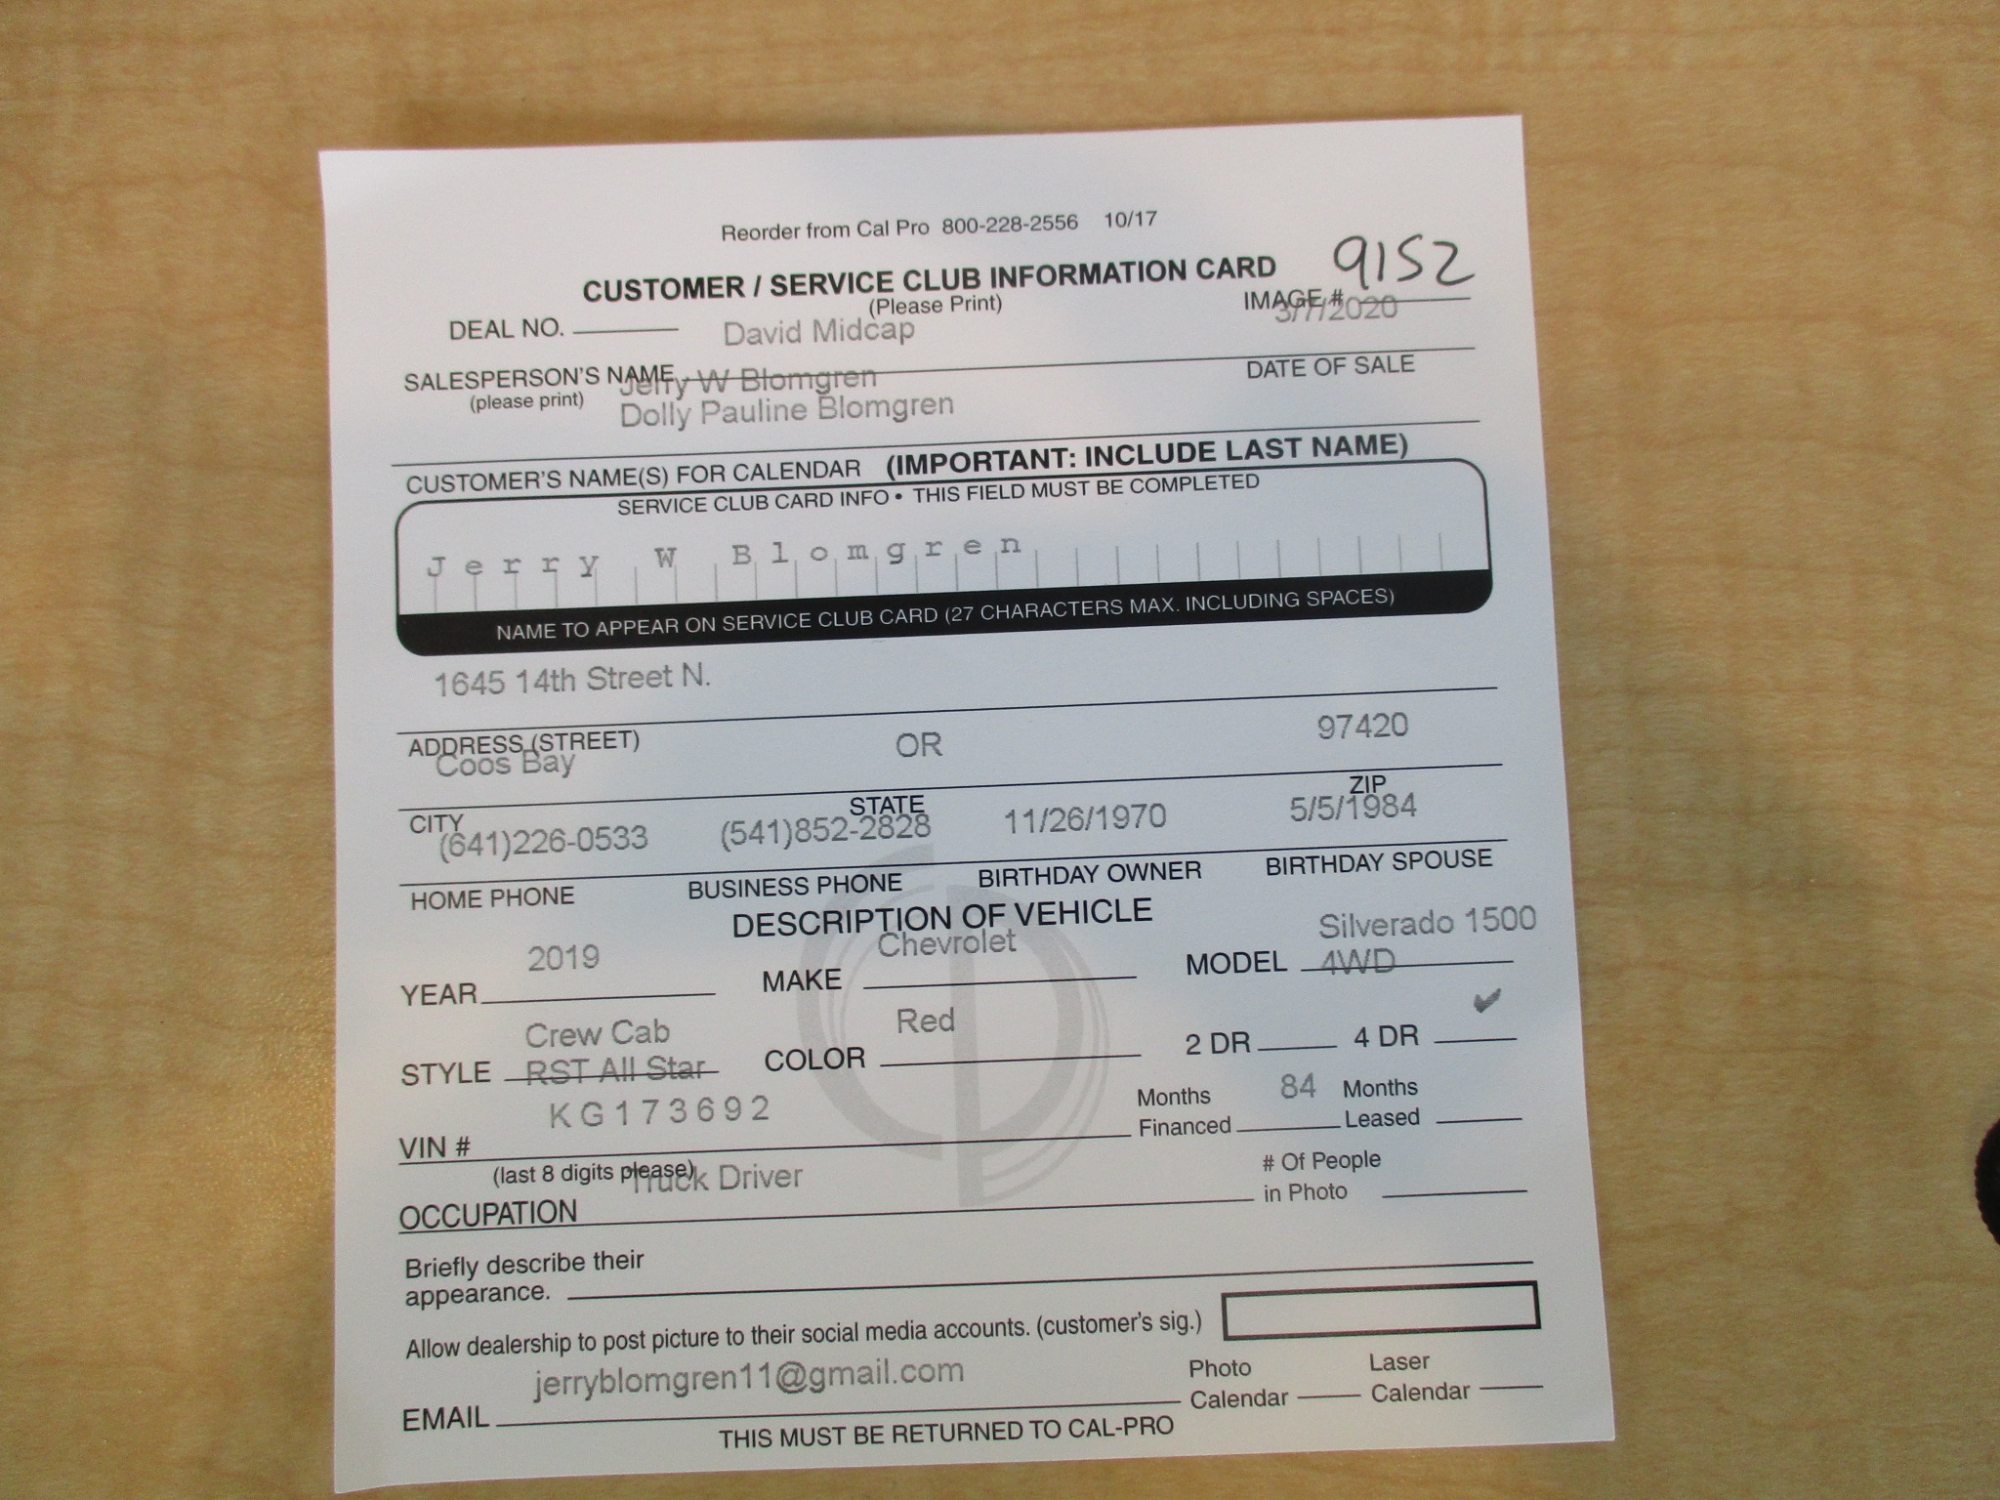 Reorder from Cal Pro 800-228-2556 10/17
CUSTOMER / SERVICE CLUB INFORMATION CARD 9152
(Please Print) IMAGE #
DEAL NO. David Midcap 3/7/2020
SALESPERSON'S NAME Jerry W Blomgren DATE OF SALE
(please print) Dolly Pauline Blomgren
CUSTOMER'S NAME(S) FOR CALENDAR (IMPORTANT: INCLUDE LAST NAME)
SERVICE CLUB CARD INFO • THIS FIELD MUST BE COMPLETED
Jerry W Blomgren
NAME TO APPEAR ON SERVICE CLUB CARD (27 CHARACTERS MAX. INCLUDING SPACES)
1645 14th Street N.
ADDRESS (STREET)
Coos Bay OR 97420
CITY STATE ZIP
(641)226-0533 (541)852-2828 11/26/1970 5/5/1984
HOME PHONE BUSINESS PHONE BIRTHDAY OWNER BIRTHDAY SPOUSE
DESCRIPTION OF VEHICLE
2019 Chevrolet Silverado 1500
YEAR MAKE MODEL 4WD
Crew Cab Red ✓
STYLE RST All Star COLOR 2 DR 4 DR
KG173692 Months 84 Months
VIN # Financed Leased
(last 8 digits please) Truck Driver # Of People
OCCUPATION in Photo
Briefly describe their
appearance.
Allow dealership to post picture to their social media accounts. (customer's sig.)
jerryblomgren11@gmail.com Photo Laser
EMAIL Calendar Calendar
THIS MUST BE RETURNED TO CAL-PRO